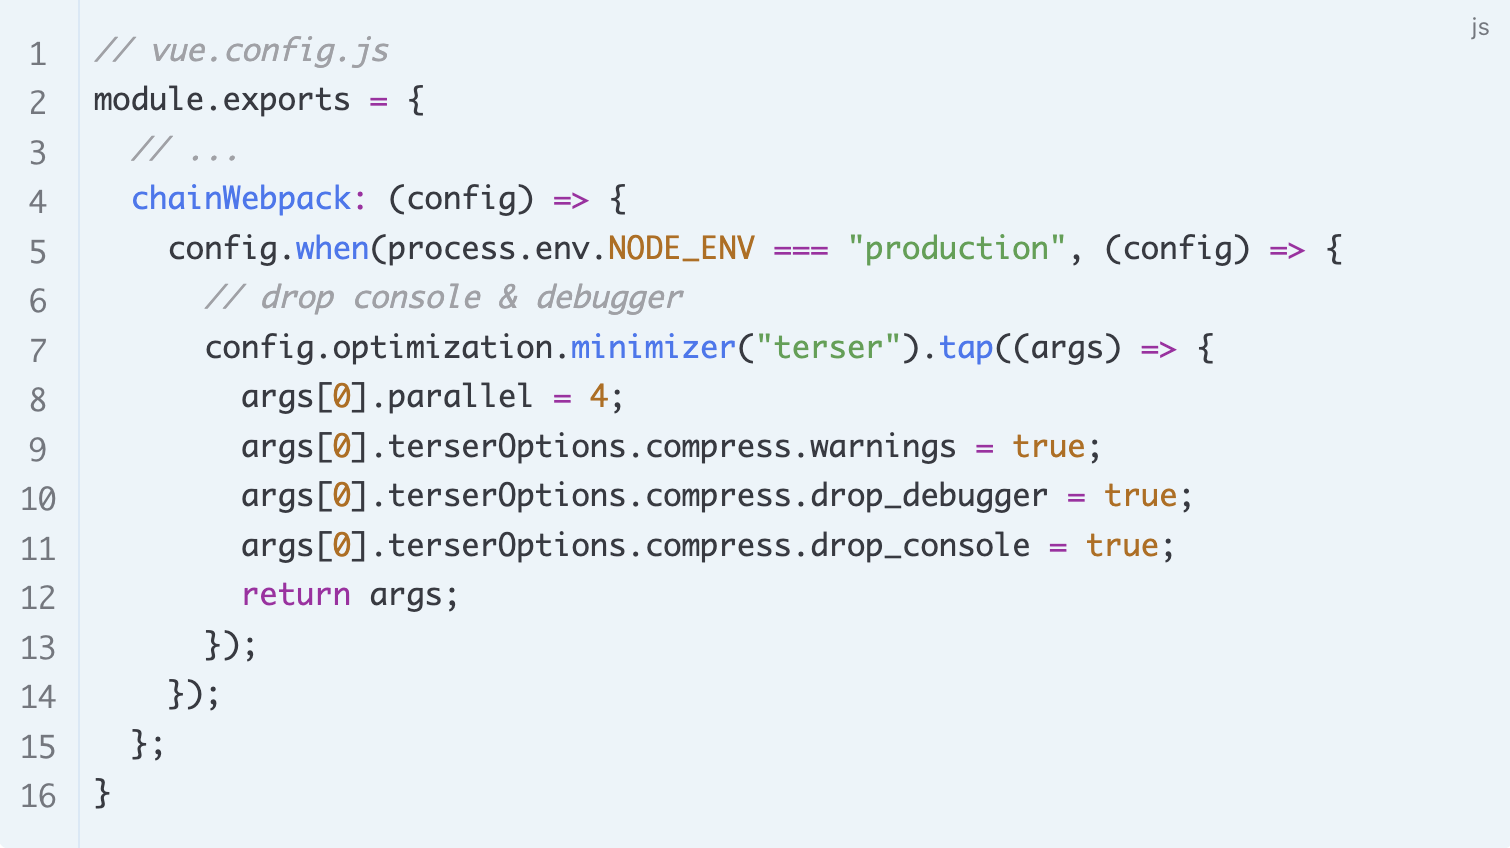 js
1 // vue.config.js
2 module.exports = {
3   // ...
4   chainWebpack: (config) => {
5     config.when(process.env.NODE_ENV === "production", (config) => {
6       // drop console & debugger
7       config.optimization.minimizer("terser").tap((args) => {
8         args[0].parallel = 4;
9         args[0].terserOptions.compress.warnings = true;
10         args[0].terserOptions.compress.drop_debugger = true;
11         args[0].terserOptions.compress.drop_console = true;
12         return args;
13       });
14     });
15   };
16 }